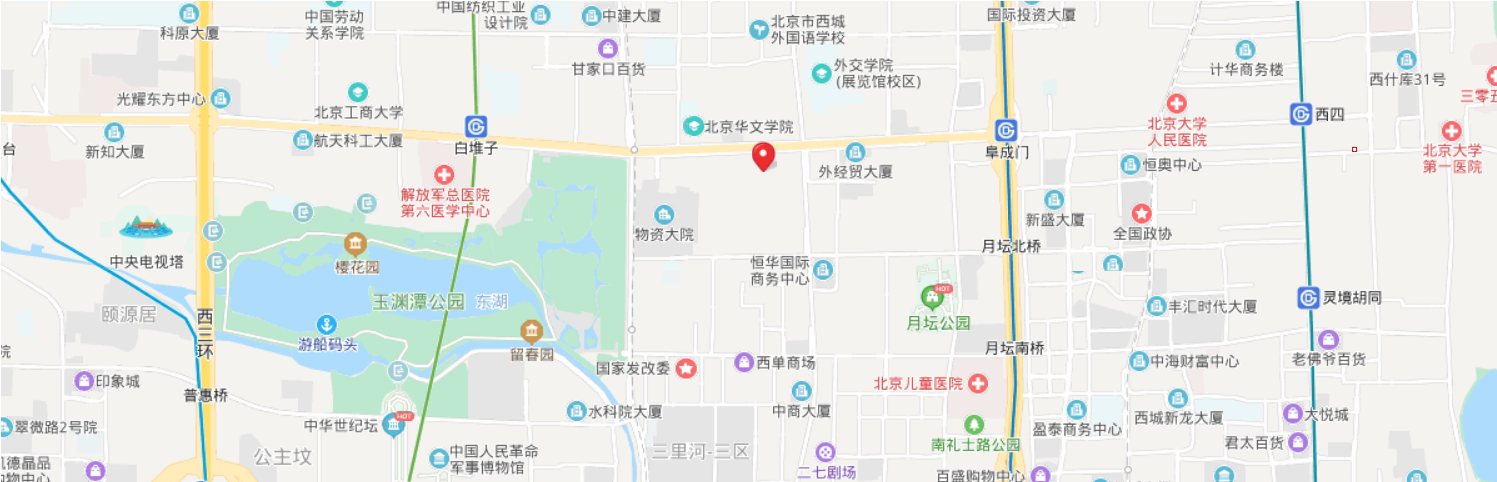 中国劳动
关系学院
科原大厦
中国纺织工业
设计院
中建大厦
北京市西城
外国语学校
国际投资大厦
甘家口百货
外交学院
(展览馆校区)
计华商务楼
西什库31号
光耀东方中心
北京工商大学
北京华文学院
北京大学
人民医院
西四
三零五
新知大厦
航天科工大厦
白堆子
阜成门
台
外经贸大厦
恒奥中心
北京大学
第一医院
解放军总医院
第六医学中心
物资大院
新盛大厦
全国政协
月坛北桥
中央电视塔
樱花园
恒华国际
商务中心
玉渊潭公园
东湖
HOT
月坛公园
丰汇时代大厦
灵境胡同
颐源居
西三环
游船码头
留春园
月坛南桥
院
国家发改委
西单商场
中海财富中心
老佛爷百货
印象城
普惠桥
北京儿童医院
HOT
中华世纪坛
水科院大厦
中商大厦
西城新龙大厦
大悦城
翠微路2号院
盈泰商务中心
君太百货
公主坟
中国人民革命
军事博物馆
三里河-三区
二七剧场
南礼士路公园
凯德晶品
购物中心
百盛购物中心